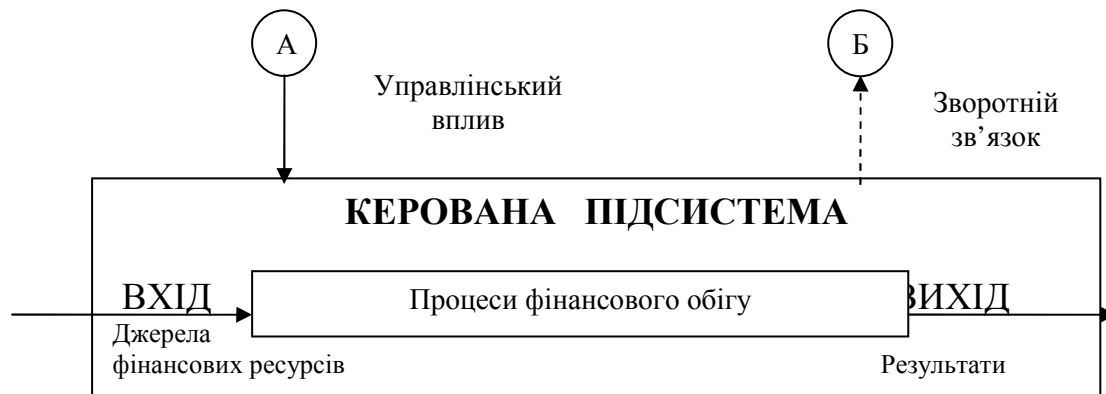 А
Б
Управлінський
вплив
Зворотній
зв’язок
КЕРОВАНА ПІДСИСТЕМА
ВХІД
Процеси фінансового обігу
ВИХІД
Джерела
фінансових ресурсів
Результати